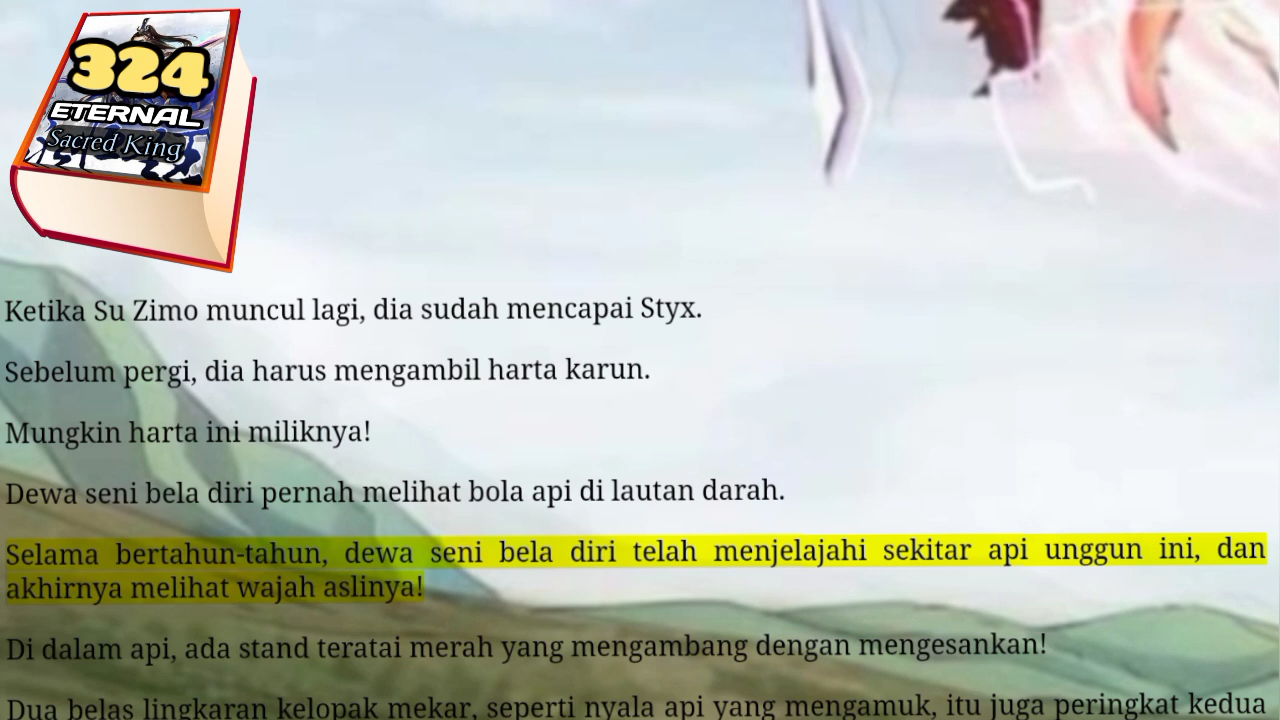 324
ETERNAL
Sacred King
Ketika Su Zimo muncul lagi, dia sudah mencapai Styx.
Sebelum pergi, dia harus mengambil harta karun.
Mungkin harta ini miliknya!
Dewa seni bela diri pernah melihat bola api di lautan darah.
Selama bertahun-tahun, dewa seni bela diri telah menjelajahi sekitar api unggun ini, dan
akhirnya melihat wajah aslinya!
Di dalam api, ada stand teratai merah yang mengambang dengan mengesankan!
Dua belas lingkaran kelopak mekar, seperti nyala api yang mengamuk, itu juga peringkat kedua